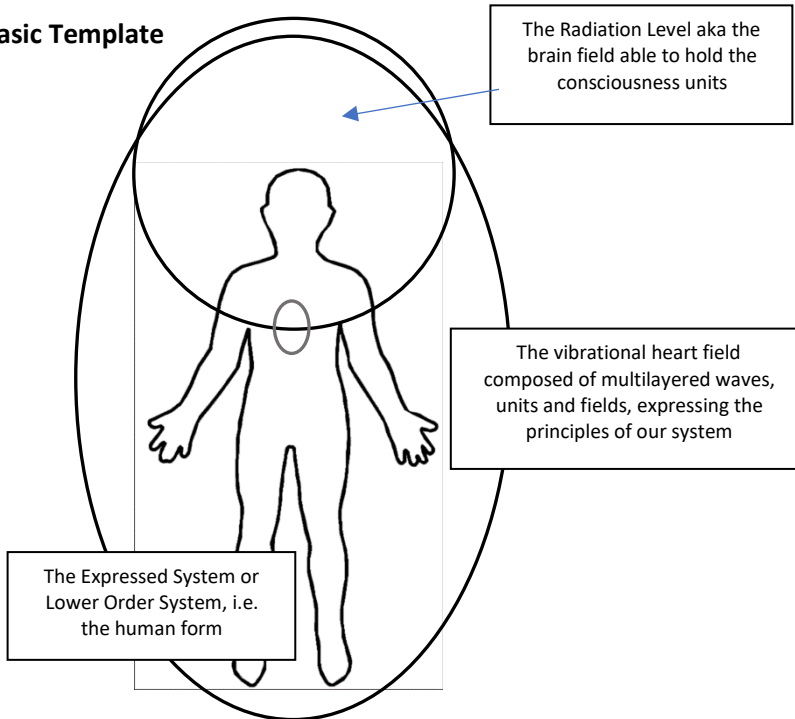 asic Template
The Radiation Level aka the
brain field able to hold the
consciousness units
The vibrational heart field
composed of multilayered waves,
units and fields, expressing the
principles of our system
The Expressed System or
Lower Order System, i.e.
the human form